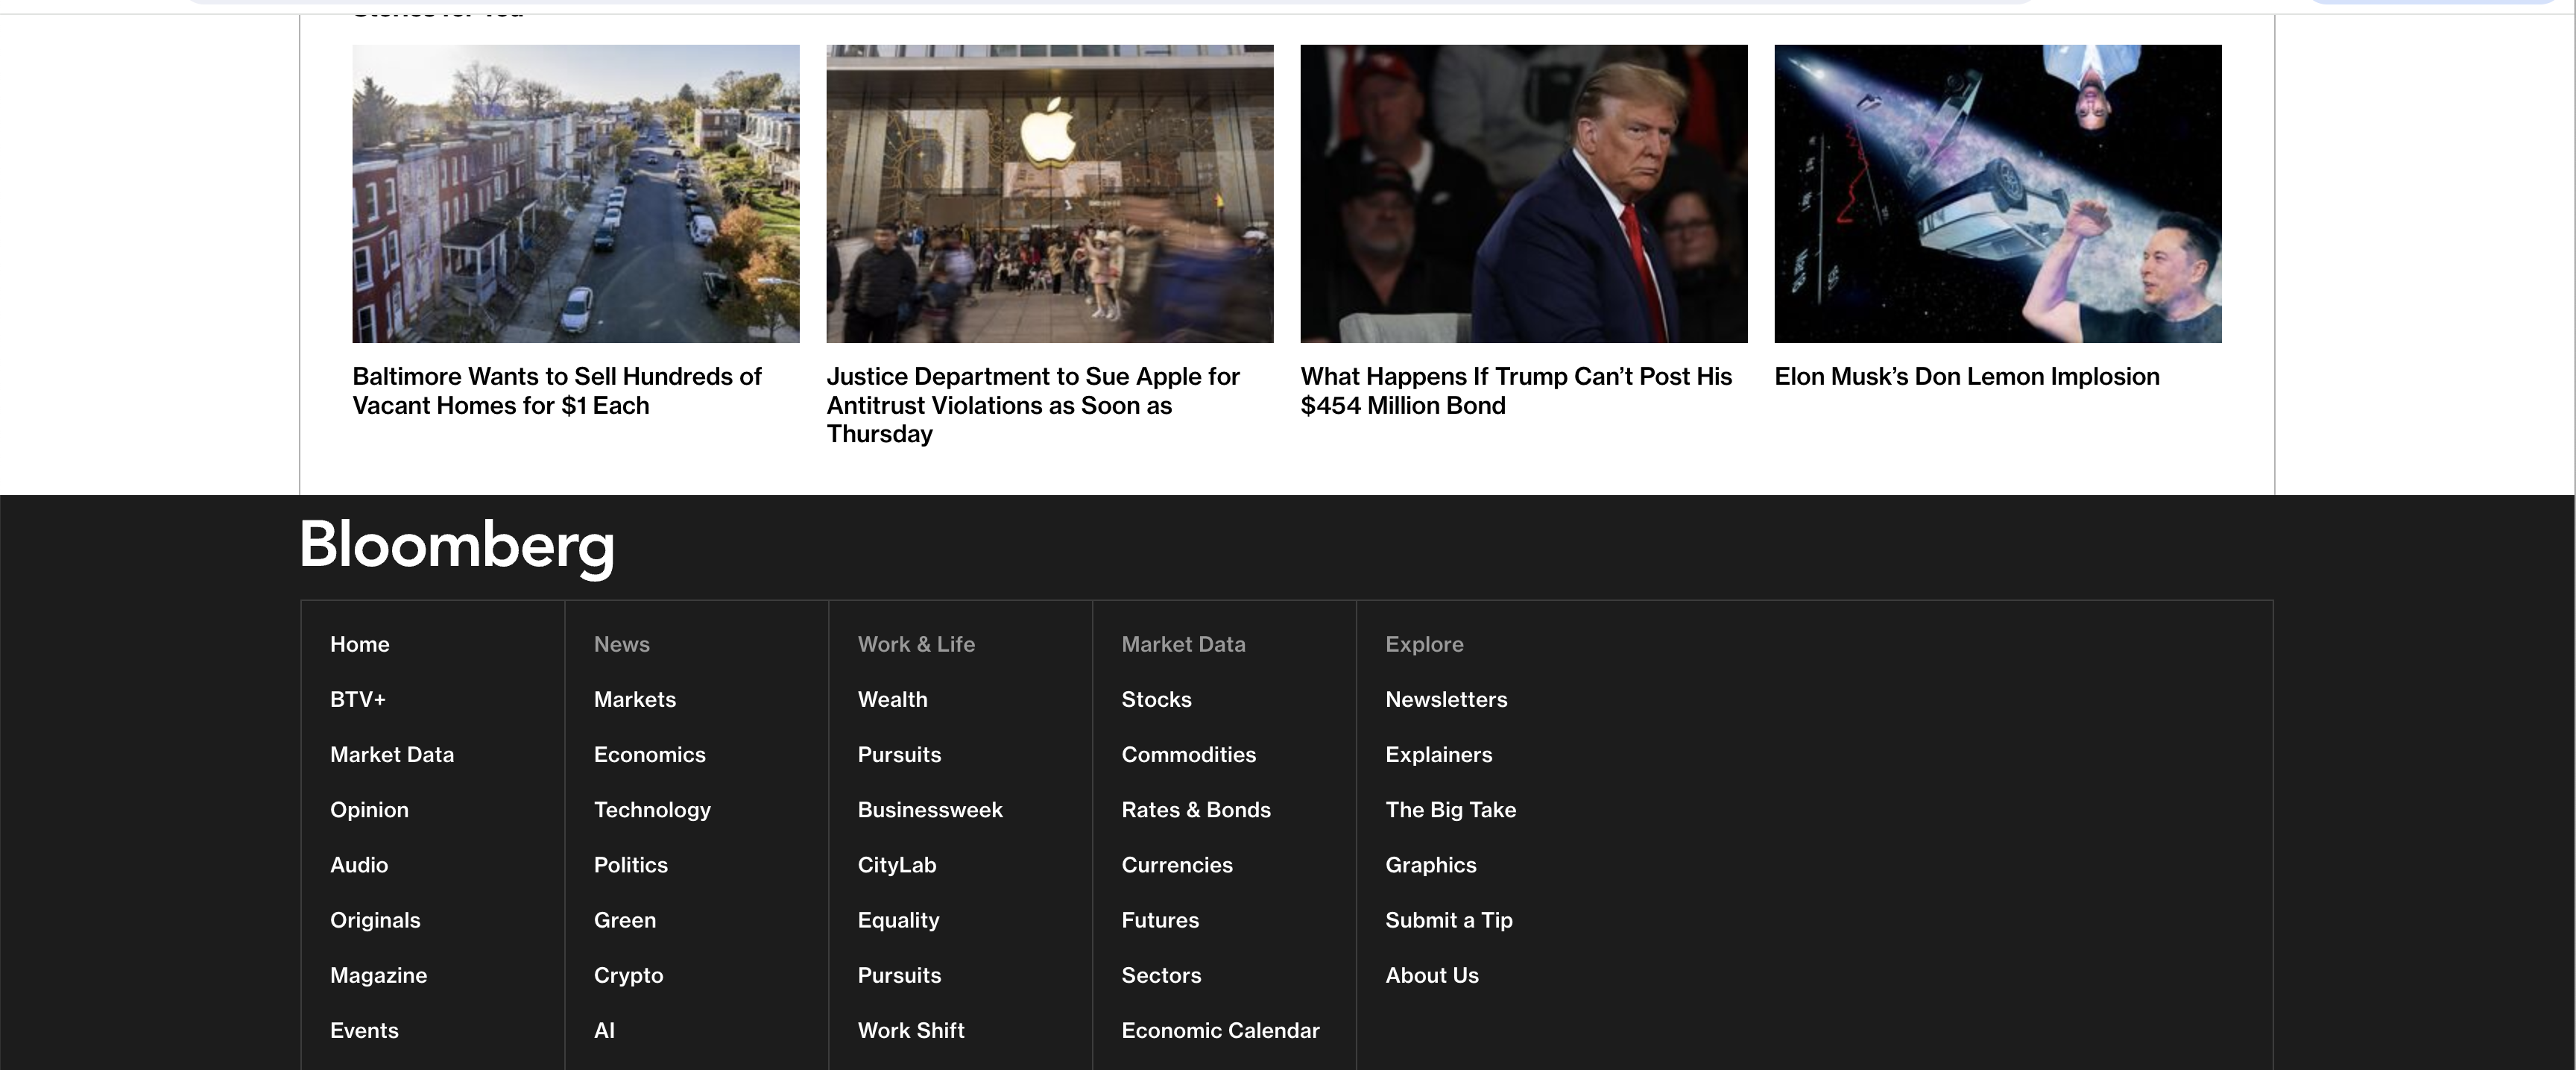 Stories for You
Baltimore Wants to Sell Hundreds of
Vacant Homes for $1 Each
Justice Department to Sue Apple for
Antitrust Violations as Soon as
Thursday
What Happens If Trump Can’t Post His
$454 Million Bond
Elon Musk’s Don Lemon Implosion
Bloomberg
Home
BTV+
Market Data
Opinion
Audio
Originals
Magazine
Events
News
Markets
Economics
Technology
Politics
Green
Crypto
AI
Work & Life
Wealth
Pursuits
Businessweek
CityLab
Equality
Pursuits
Work Shift
Market Data
Stocks
Commodities
Rates & Bonds
Currencies
Futures
Sectors
Economic Calendar
Explore
Newsletters
Explainers
The Big Take
Graphics
Submit a Tip
About Us